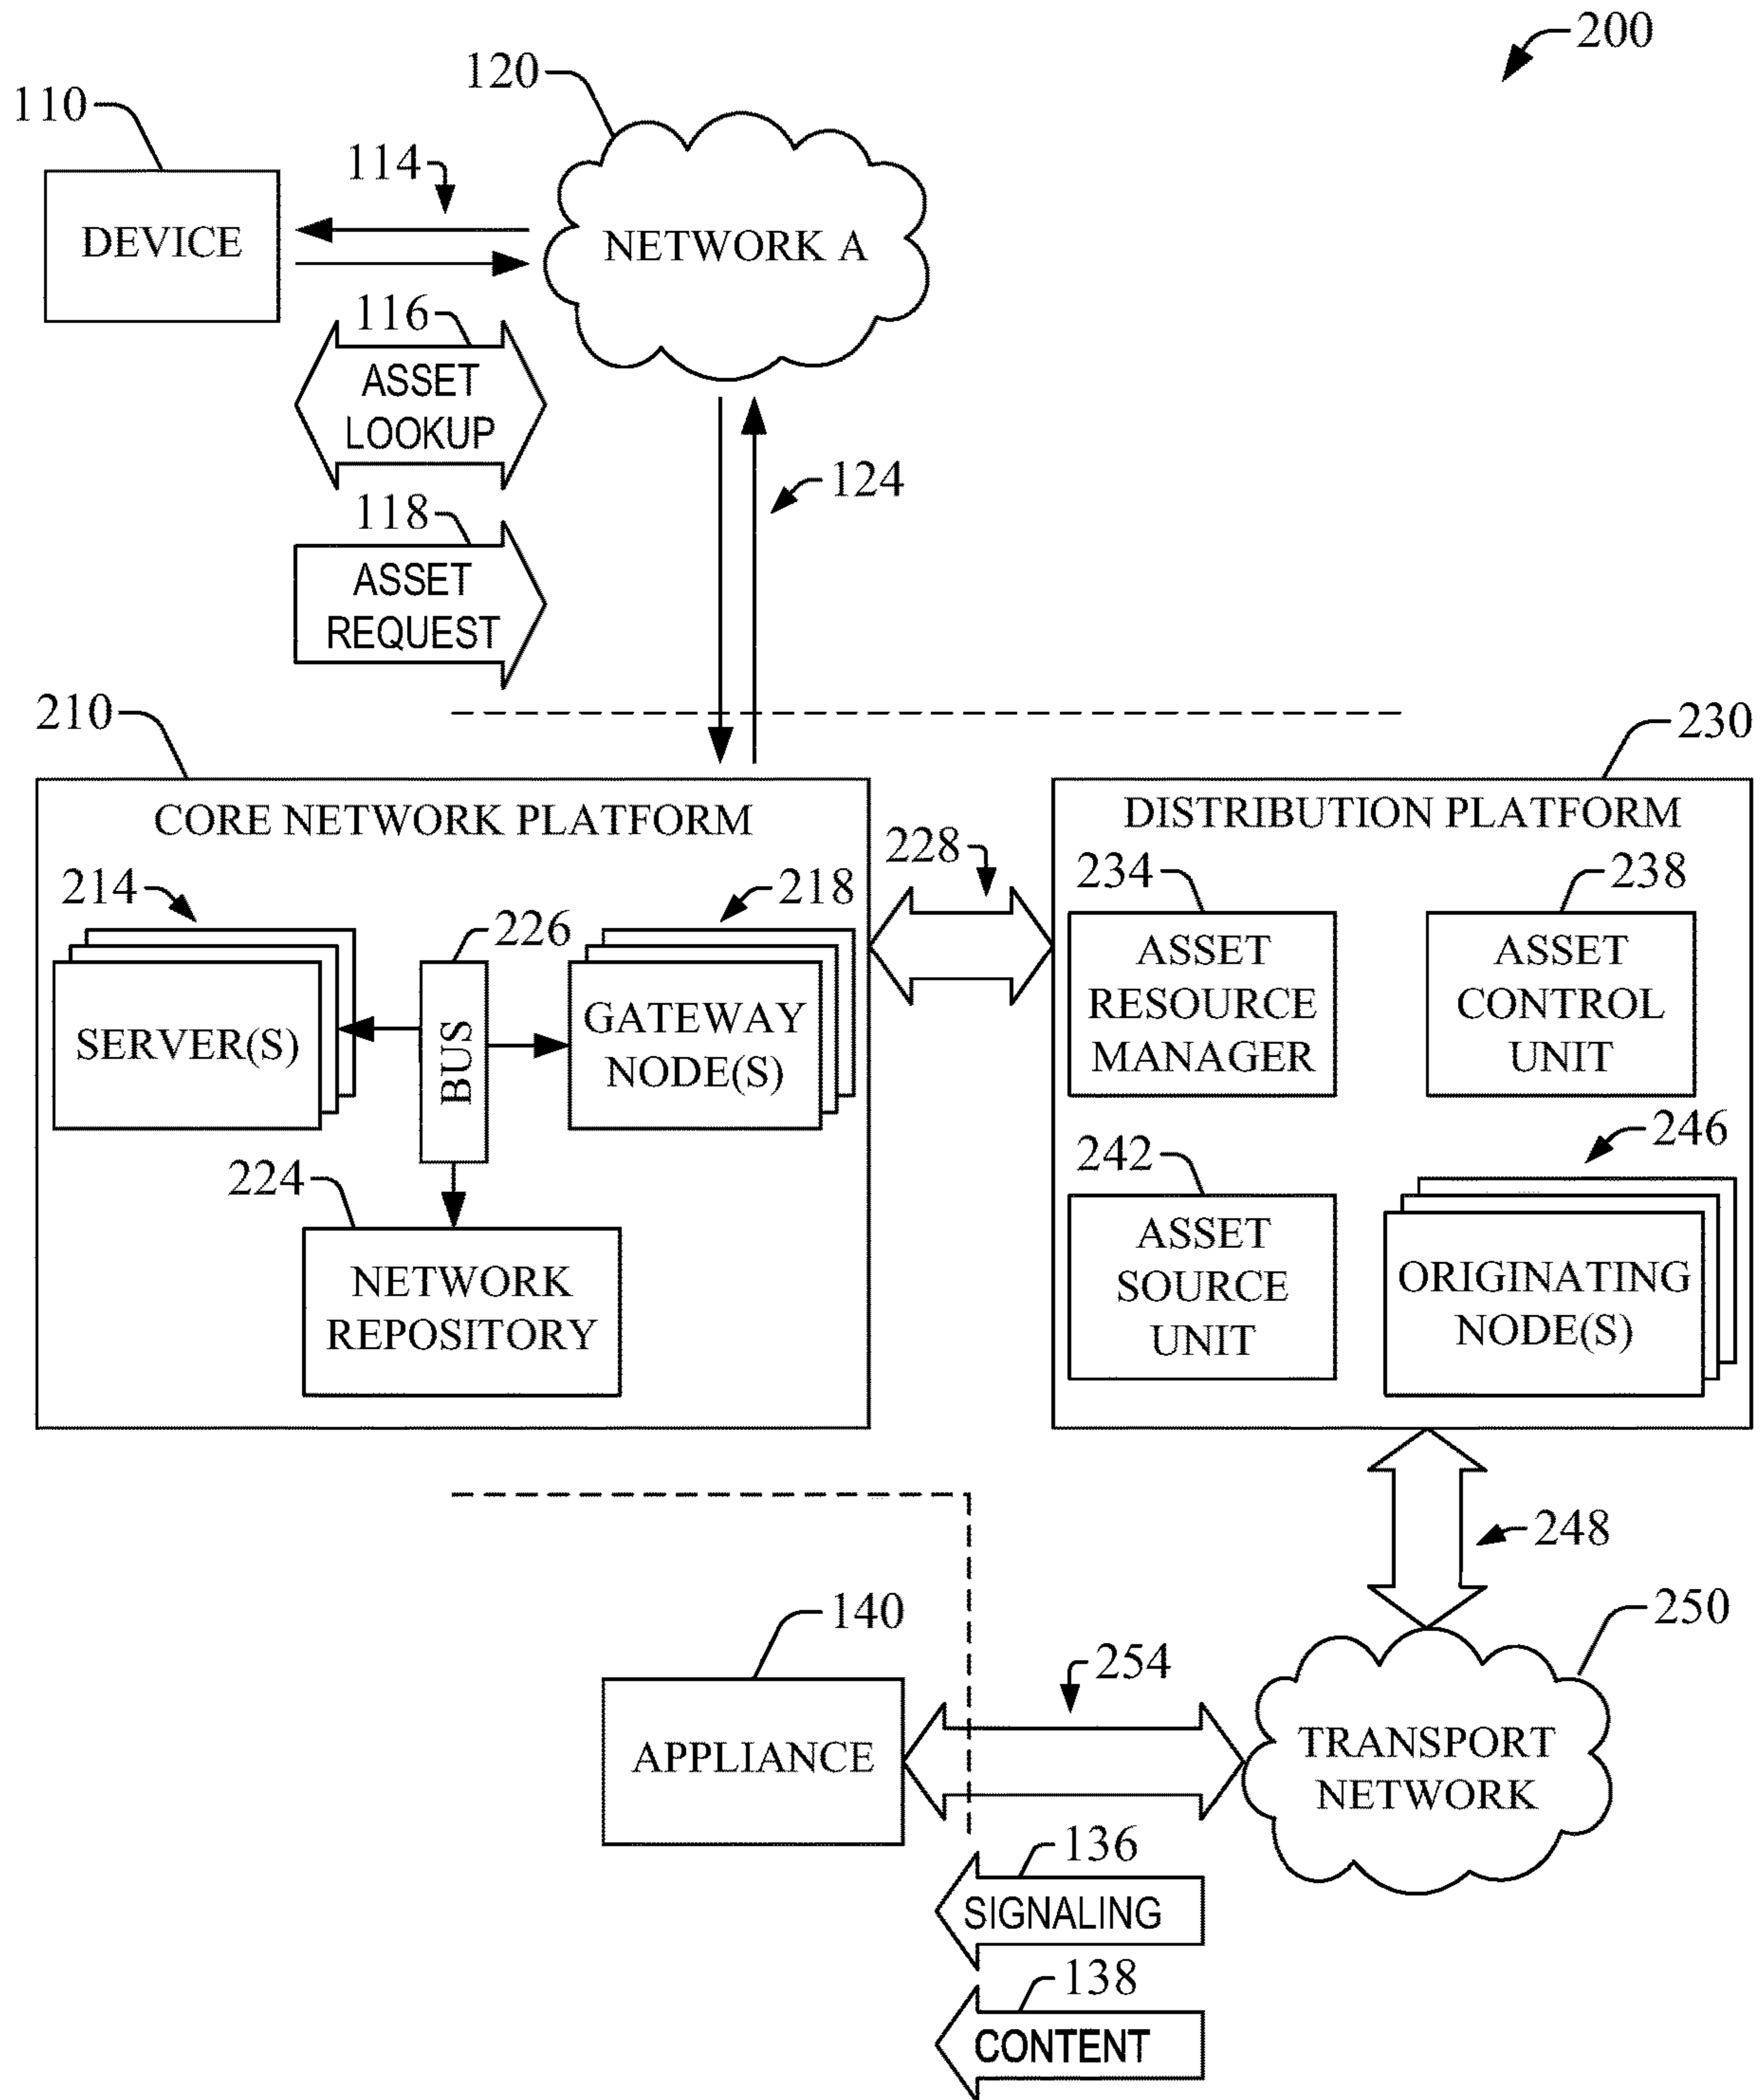 200
120
110
114
DEVICE
NETWORK A
116
ASSET
LOOKUP
124
118
ASSET
REQUEST
210
230
CORE NETWORK PLATFORM
DISTRIBUTION PLATFORM
228
214
218
234
238
226
SERVER(S)
BUS
GATEWAY
NODE(S)
ASSET
RESOURCE
MANAGER
ASSET
CONTROL
UNIT
224
242
246
NETWORK
REPOSITORY
ASSET
SOURCE
UNIT
ORIGINATING
NODE(S)
248
140
254
250
APPLIANCE
TRANSPORT
NETWORK
136
SIGNALING
138
CONTENT